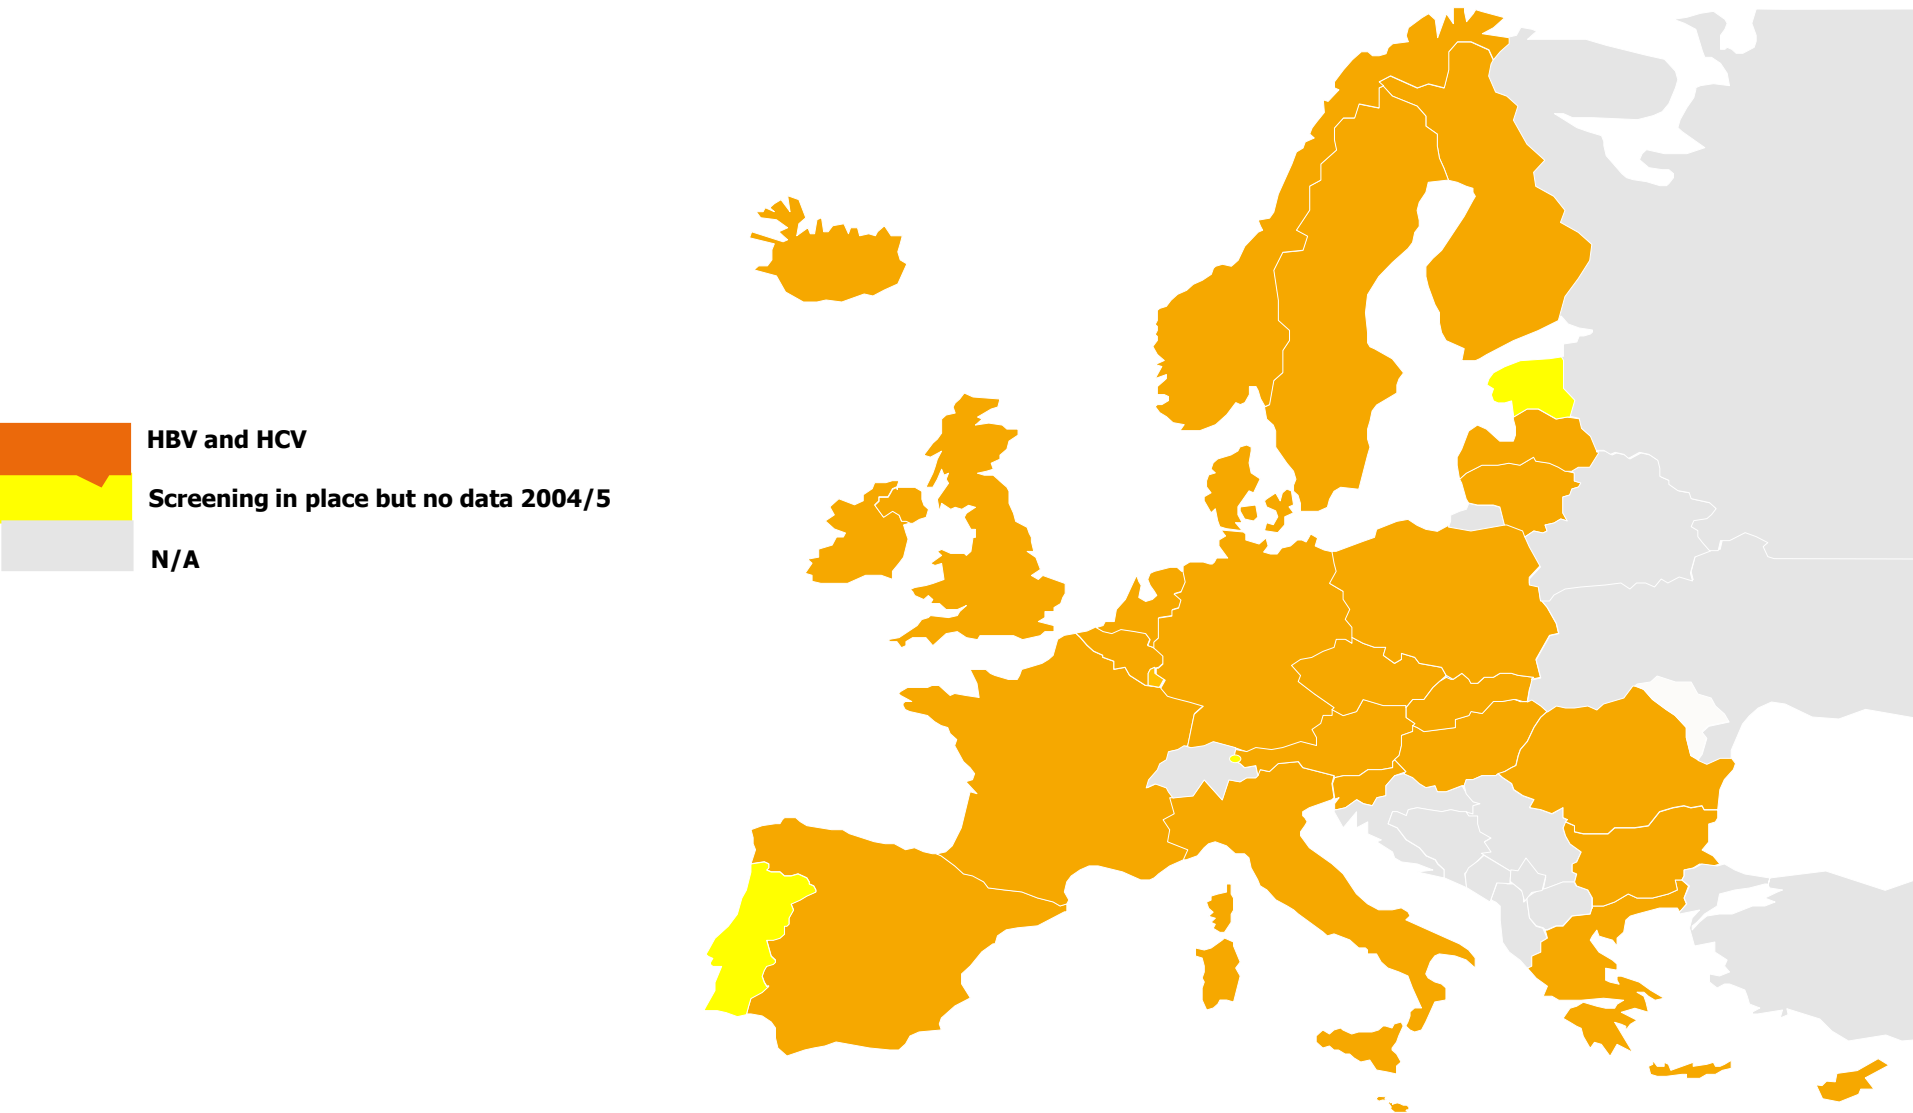 HBV and HCV
Screening in place but no data 2004/5
N/A